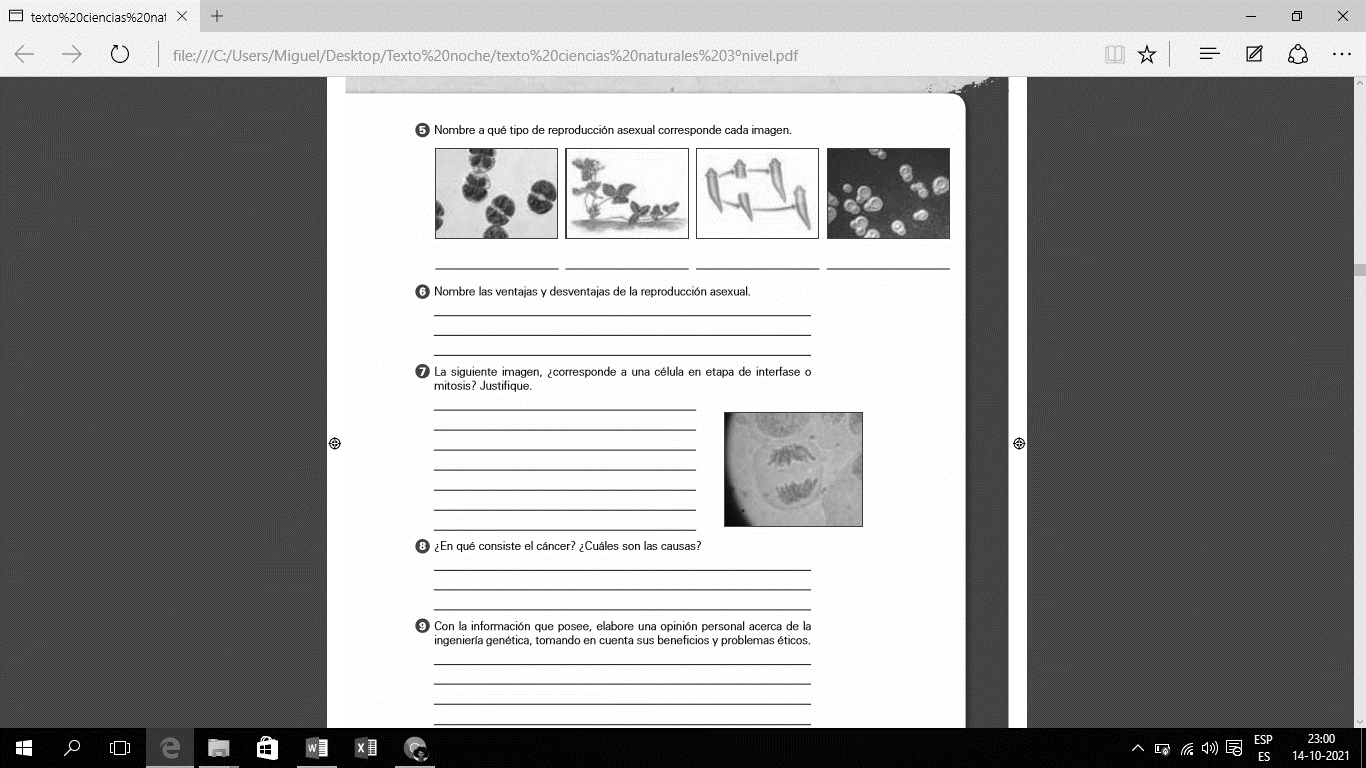 texto%20ciencias%20nat
file:///C:/Users/Miguel/Desktop/Texto%20noche/texto%20ciencias%20naturales%203ºnivel.pdf
5 Nombre a qué tipo de reproducción asexual corresponde cada imagen.
6 Nombre las ventajas y desventajas de la reproducción asexual.
7 La siguiente imagen, ¿corresponde a una célula en etapa de interfase o
mitosis? Justifique.
8 ¿En qué consiste el cáncer? ¿Cuáles son las causas?
9 Con la información que posee, elabore una opinión personal acerca de la
ingeniería genética, tomando en cuenta sus beneficios y problemas éticos.
ESP
ES
23:00
14-10-2021